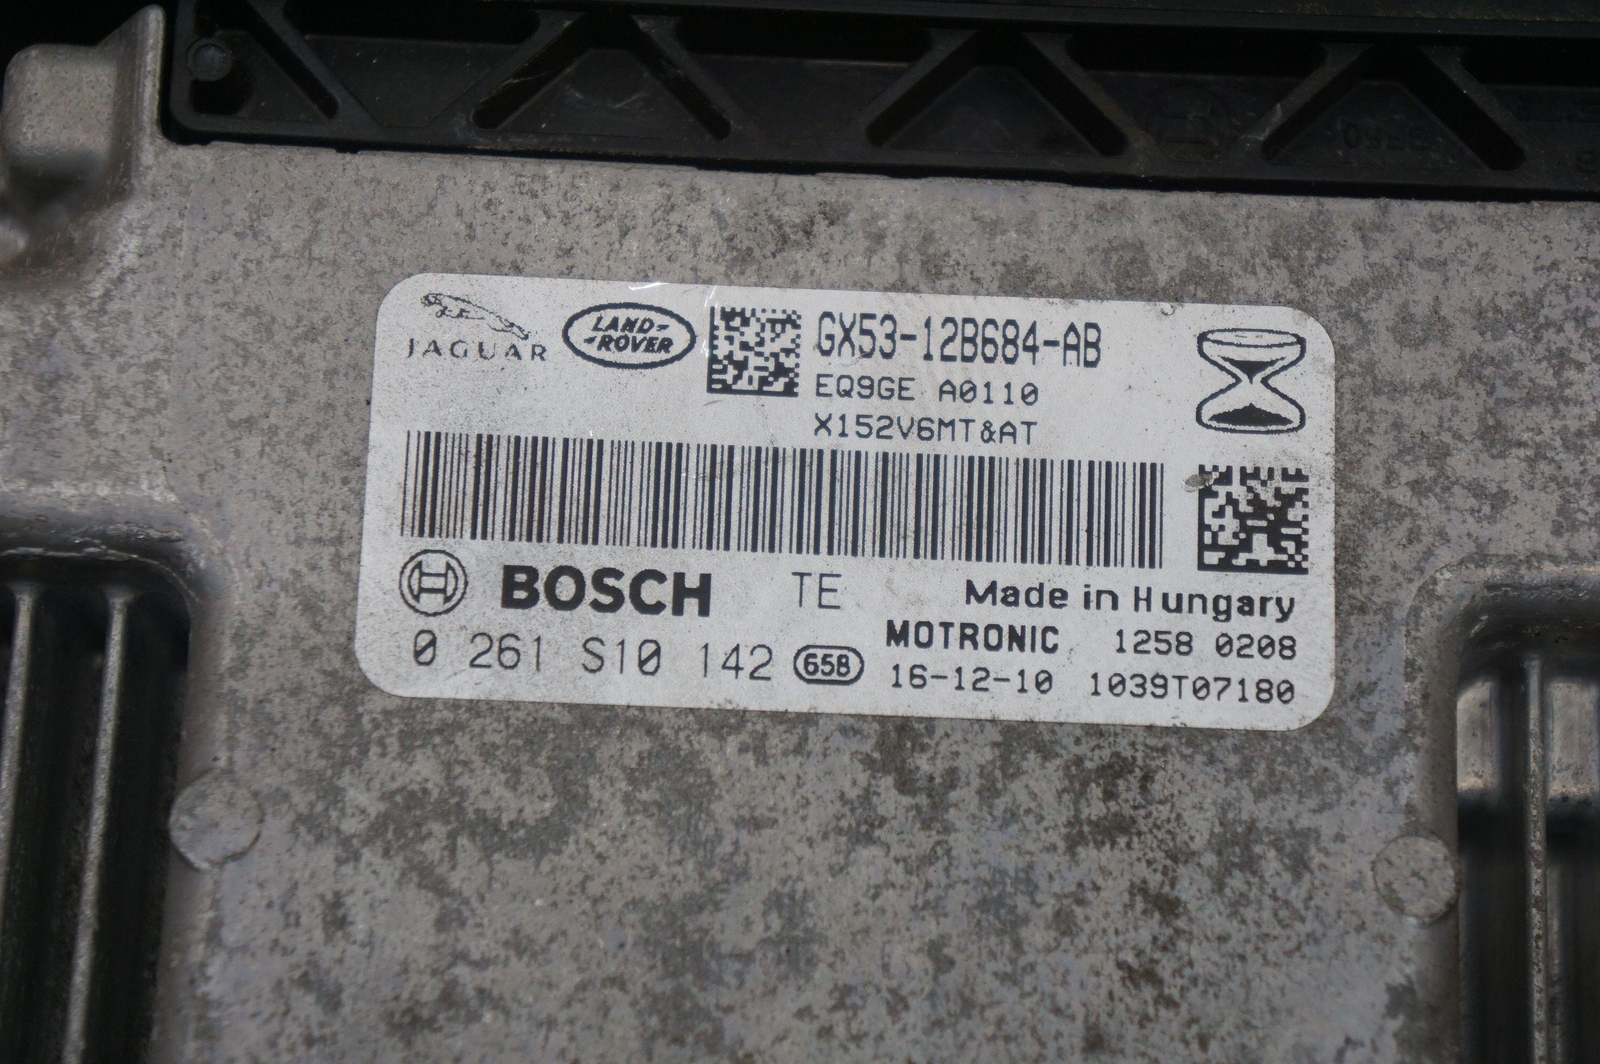 JAGUAR
LAND-
-ROVER
GX53-12B684-AB
EQ9GE A0110
X152V6MT&AT
BOSCH TE Made in Hungary
MOTRONIC 1258 0208
0 261 S10 142 65B 16-12-10 1039T07180